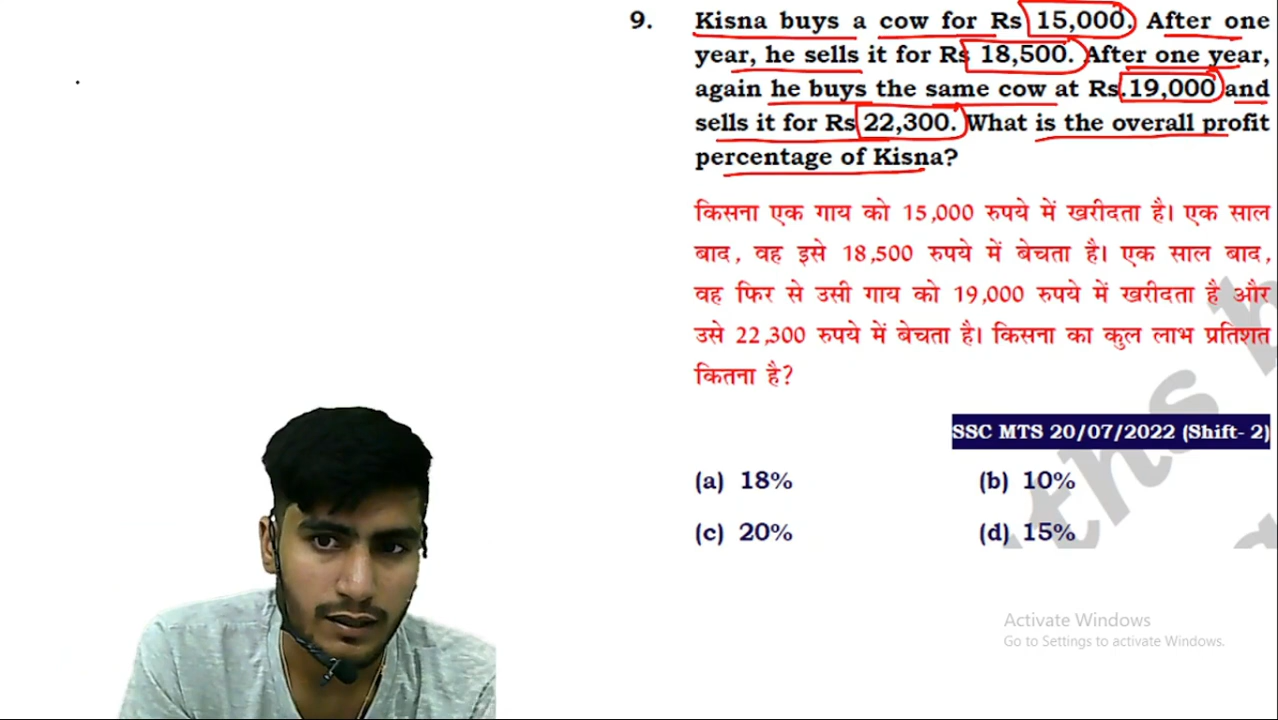 9. Kisna buys a cow for Rs 15,000. After one
year, he sells it for Rs 18,500. After one year,
again he buys the same cow at Rs.19,000 and
sells it for Rs 22,300. What is the overall profit
percentage of Kisna?
किसना एक गाय को 15,000 रुपये में खरीदता है। एक साल
बाद, वह इसे 18,500 रुपये में बेचता है। एक साल बाद,
वह फिर से उसी गाय को 19,000 रुपये में खरीदता है और
उसे 22,300 रुपये में बेचता है। किसना का कुल लाभ प्रतिशत
कितना है?
SSC MTS 20/07/2022 (Shift- 2)
(a) 18% (b) 10%
(c) 20% (d) 15%
Activate Windows
Go to Settings to activate Windows.